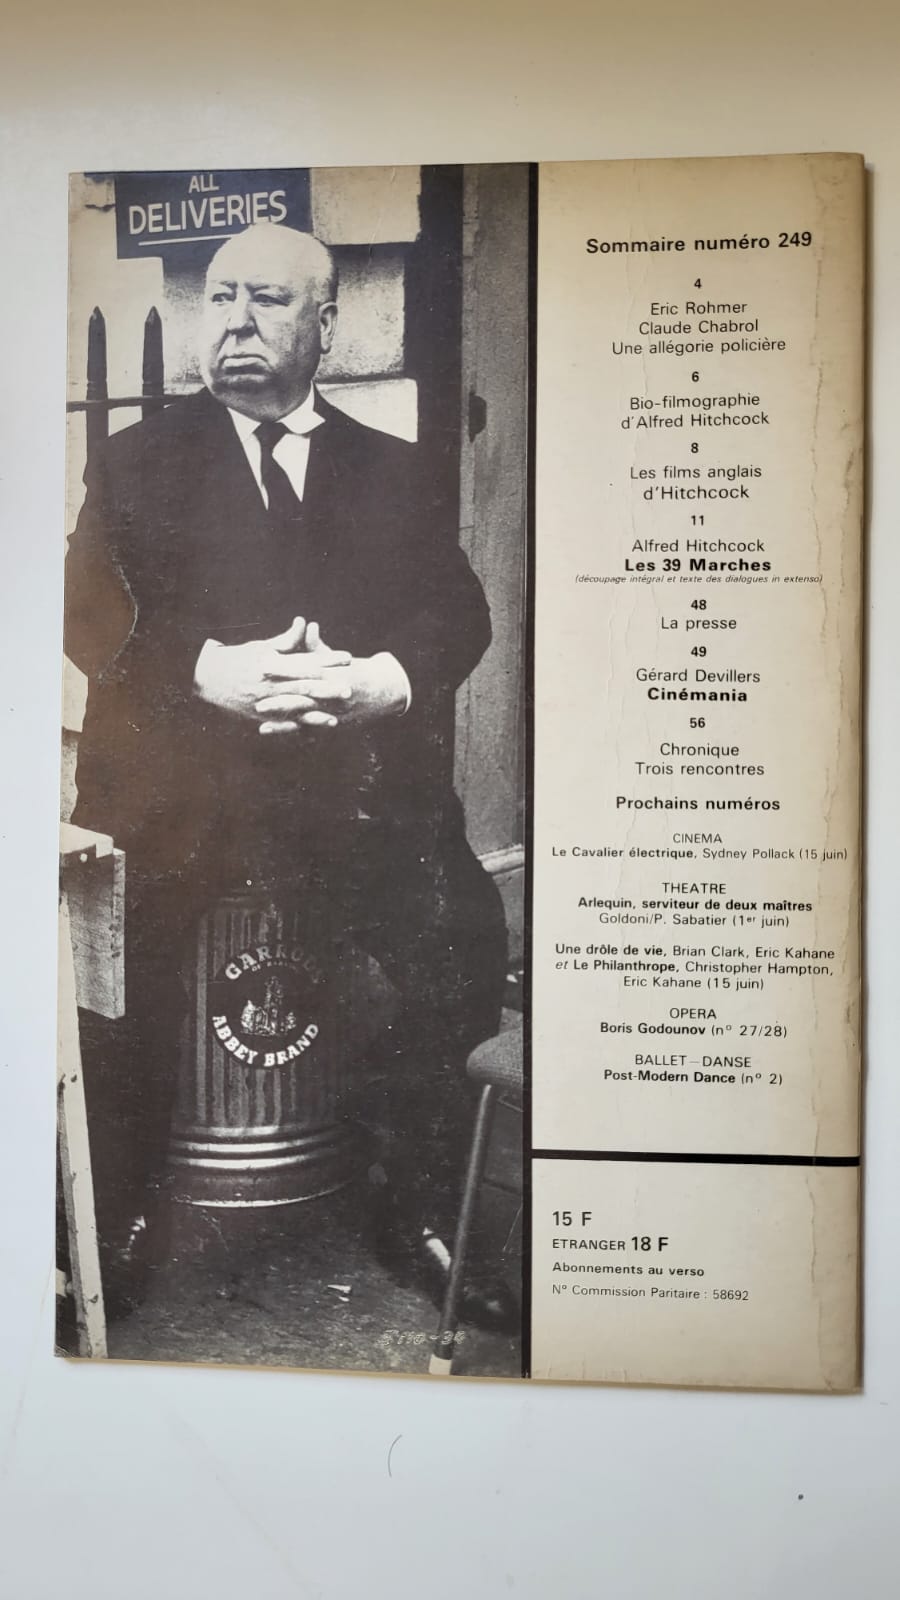 ALL
DELIVERIES
GARRODS
ABBEY BRAND
Sommaire numéro 249
4
Eric Rohmer
Claude Chabrol
Une allégorie policière
6
Bio-filmographie
d'Alfred Hitchcock
8
Les films anglais
d'Hitchcock
11
Alfred Hitchcock
Les 39 Marches
(découpage intégral et texte des dialogues in extenso)
48
La presse
49
Gérard Devillers
Cinémania
56
Chronique
Trois rencontres
Prochains numéros
CINEMA
Le Cavalier électrique, Sydney Pollack (15 juin)
THEATRE
Arlequin, serviteur de deux maîtres
Goldoni/P. Sabatier (1er juin)
Une drôle de vie, Brian Clark, Eric Kahane
et Le Philanthrope, Christopher Hampton,
Eric Kahane (15 juin)
OPERA
Boris Godounov (nº 27/28)
BALLET-DANSE
Post-Modern Dance (nº 2)
15 F
ETRANGER 18 F
Abonnements au verso
Nº Commission Paritaire : 58692